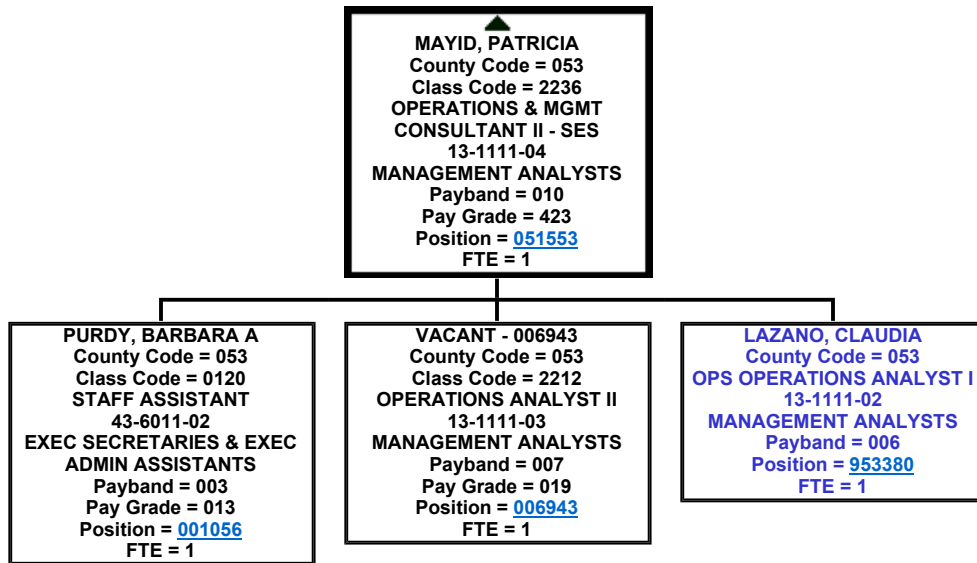 MAYID, PATRICIA
County Code = 053
Class Code = 2236
OPERATIONS & MGMT
CONSULTANT II - SES
13-1111-04
MANAGEMENT ANALYSTS
Payband = 010
Pay Grade = 423
Position = 051553
FTE = 1
PURDY, BARBARA A
County Code = 053
Class Code = 0120
STAFF ASSISTANT
43-6011-02
EXEC SECRETARIES & EXEC
ADMIN ASSISTANTS
Payband = 003
Pay Grade = 013
Position = 001056
FTE = 1
VACANT - 006943
County Code = 053
Class Code = 2212
OPERATIONS ANALYST II
13-1111-03
MANAGEMENT ANALYSTS
Payband = 007
Pay Grade = 019
Position = 006943
FTE = 1
LAZANO, CLAUDIA
County Code = 053
OPS OPERATIONS ANALYST I
13-1111-02
MANAGEMENT ANALYSTS
Payband = 006
Position = 953380
FTE = 1